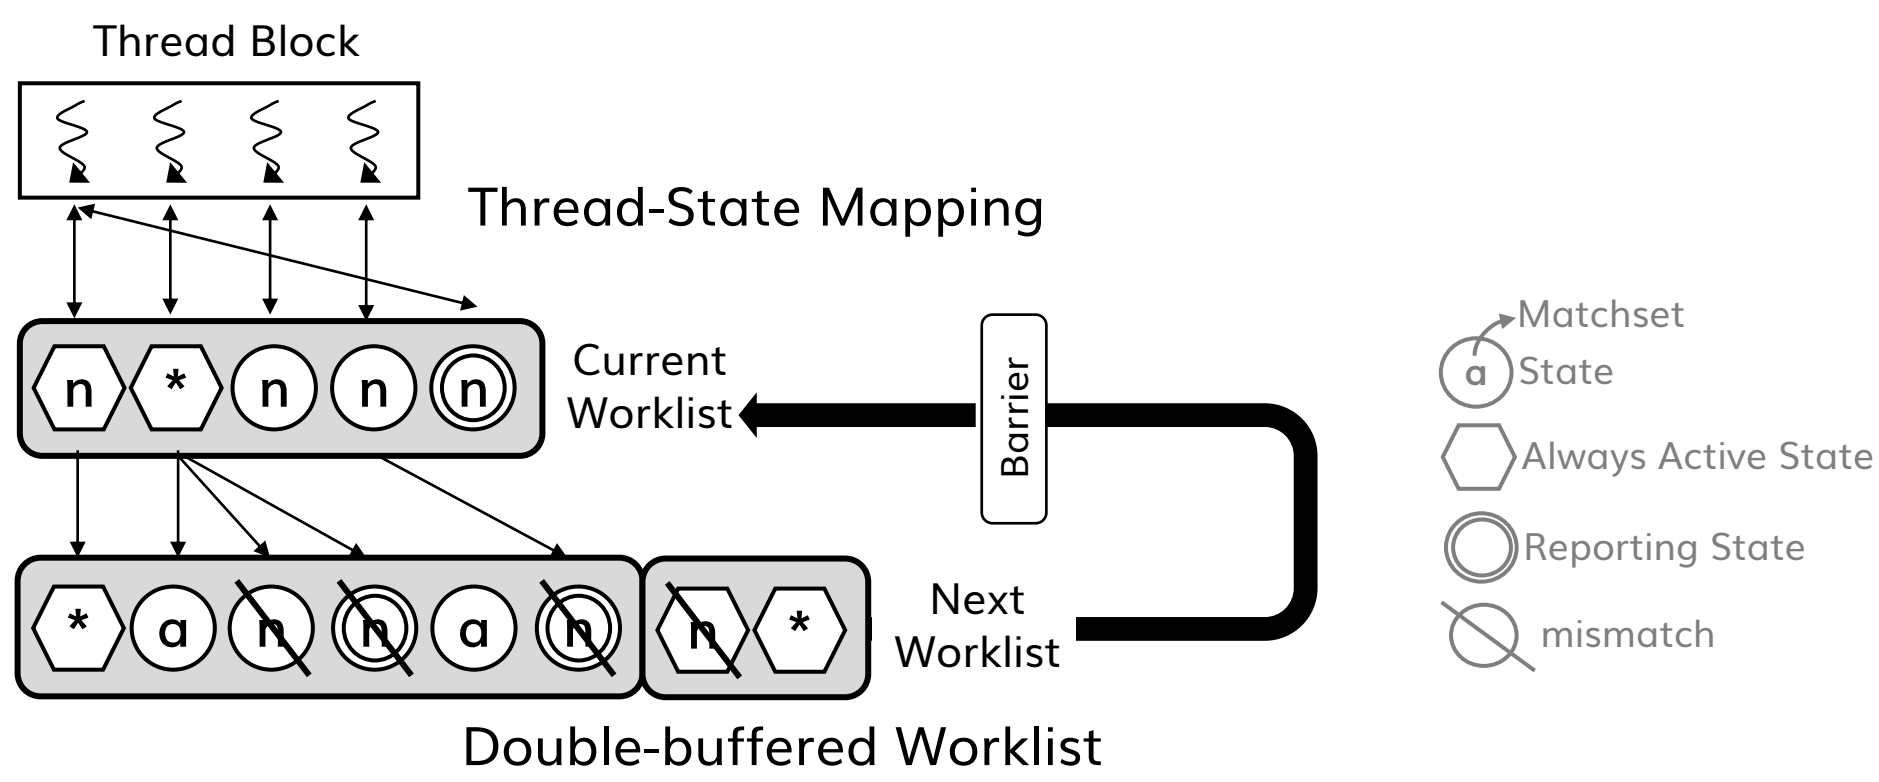 Thread Block
Thread-State Mapping
n * n n n
Current
Worklist
Barrier
* a n n a n n *
Next
Worklist
Double-buffered Worklist
Matchset
a State
Always Active State
Reporting State
mismatch